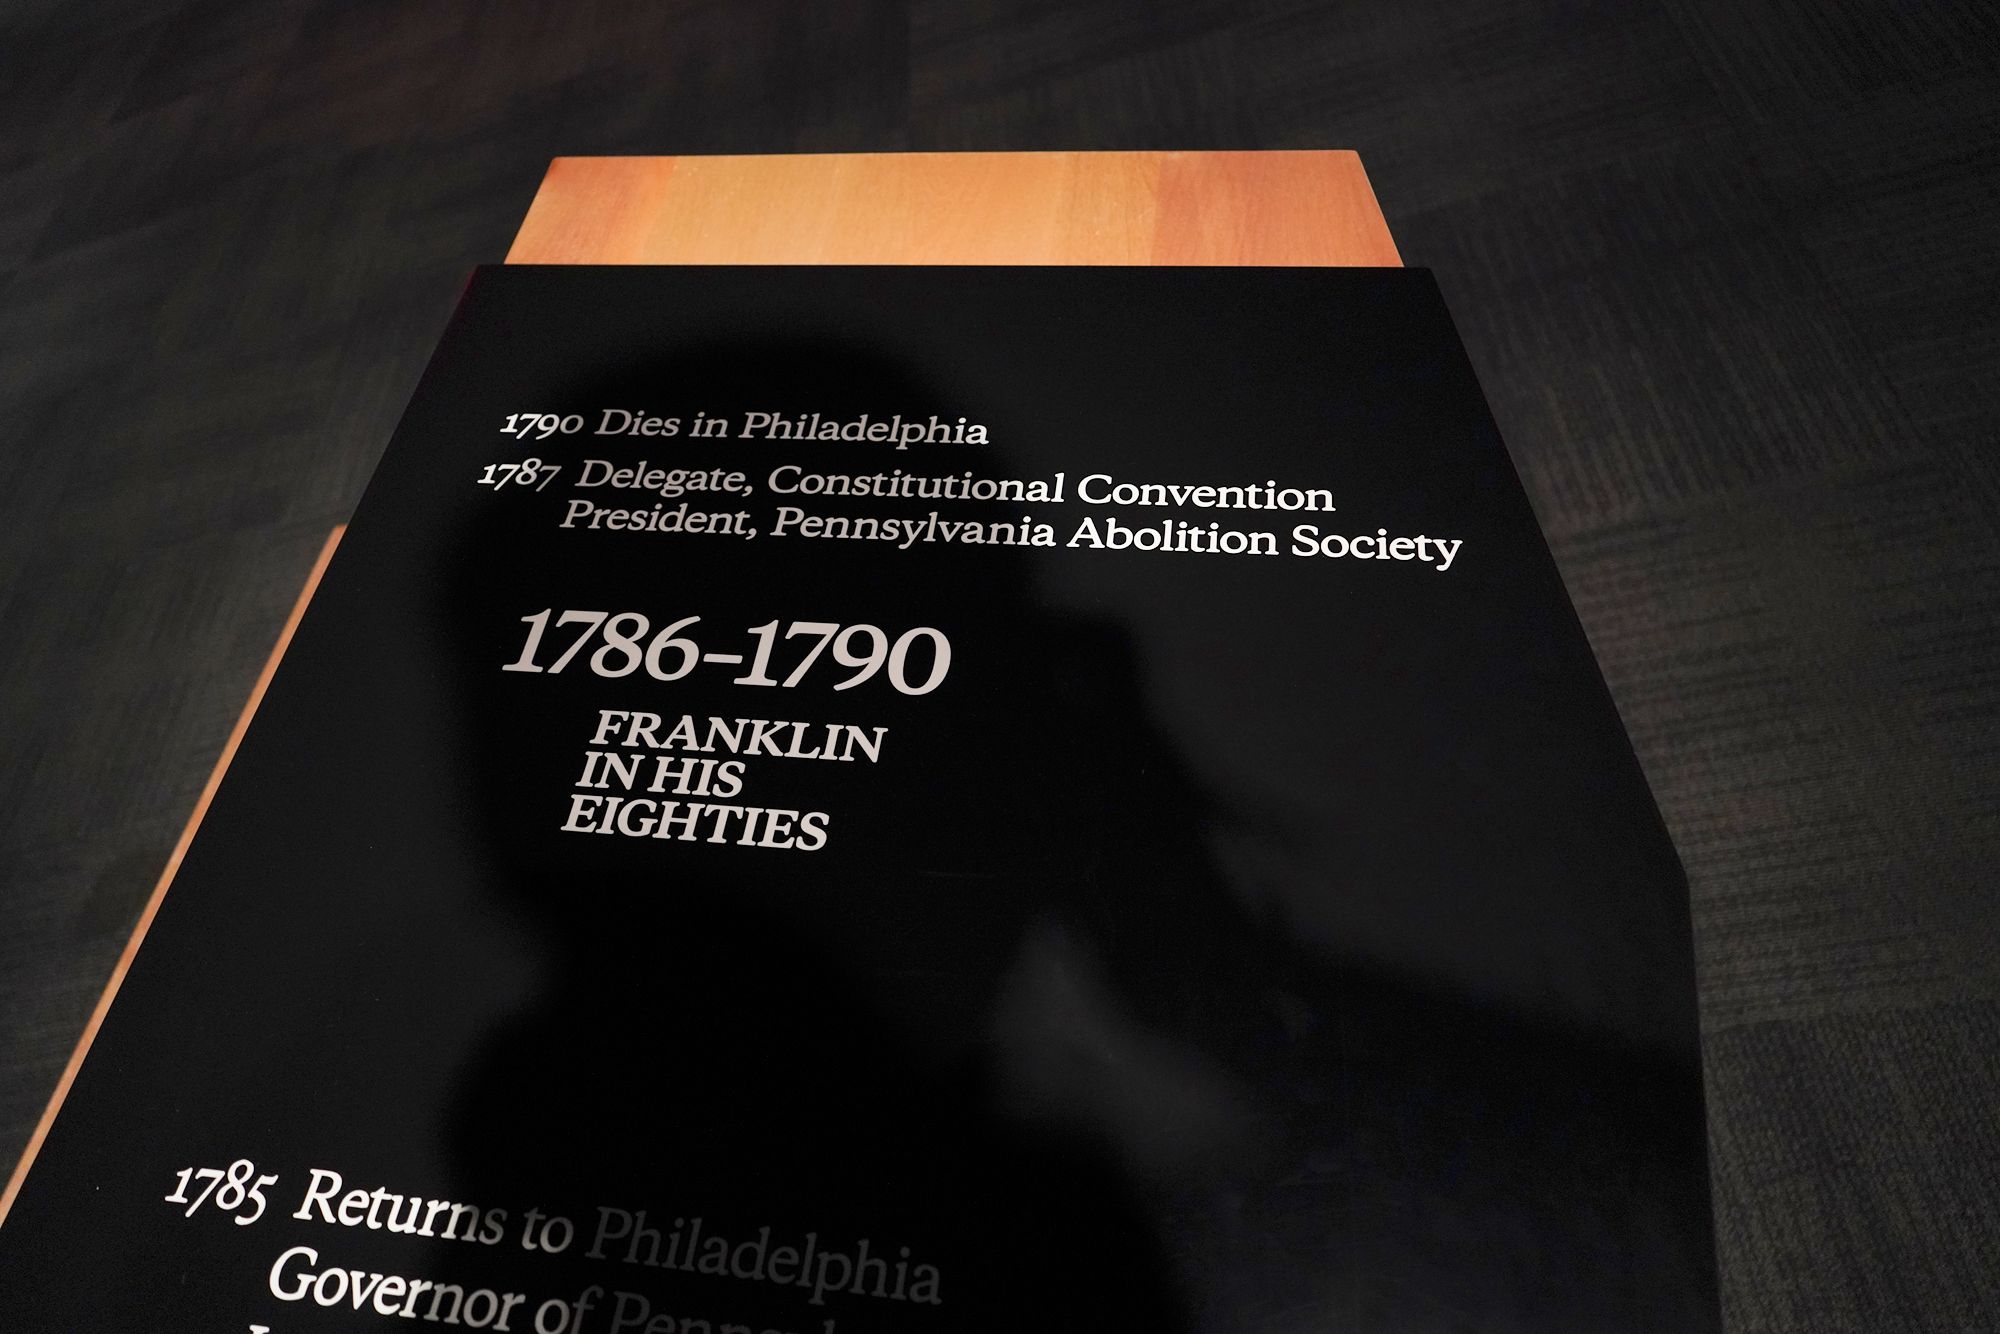 1790 Dies in Philadelphia
1787 Delegate, Constitutional Convention
President, Pennsylvania Abolition Society
1786–1790
FRANKLIN
IN HIS
EIGHTIES
1785 Returns to Philadelphia
Governor of